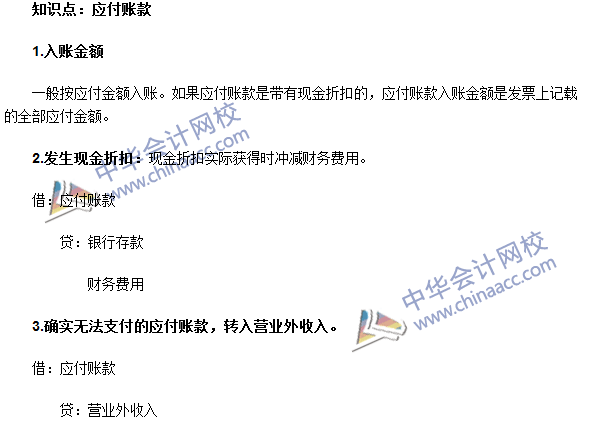 知识点：应付账款
1.入账金额
一般按应付金额入账。如果应付账款是带有现金折扣的，应付账款入账金额是发票上记载
的全部应付金额。
2.发生现金折扣：现金折扣实际获得时冲减财务费用。
借：应付账款
贷：银行存款
财务费用
3.确实无法支付的应付账款，转入营业外收入。
借：应付账款
贷：营业外收入
中华会计网校
www.chinaacc.com
中华会计网校
www.chinaacc.com